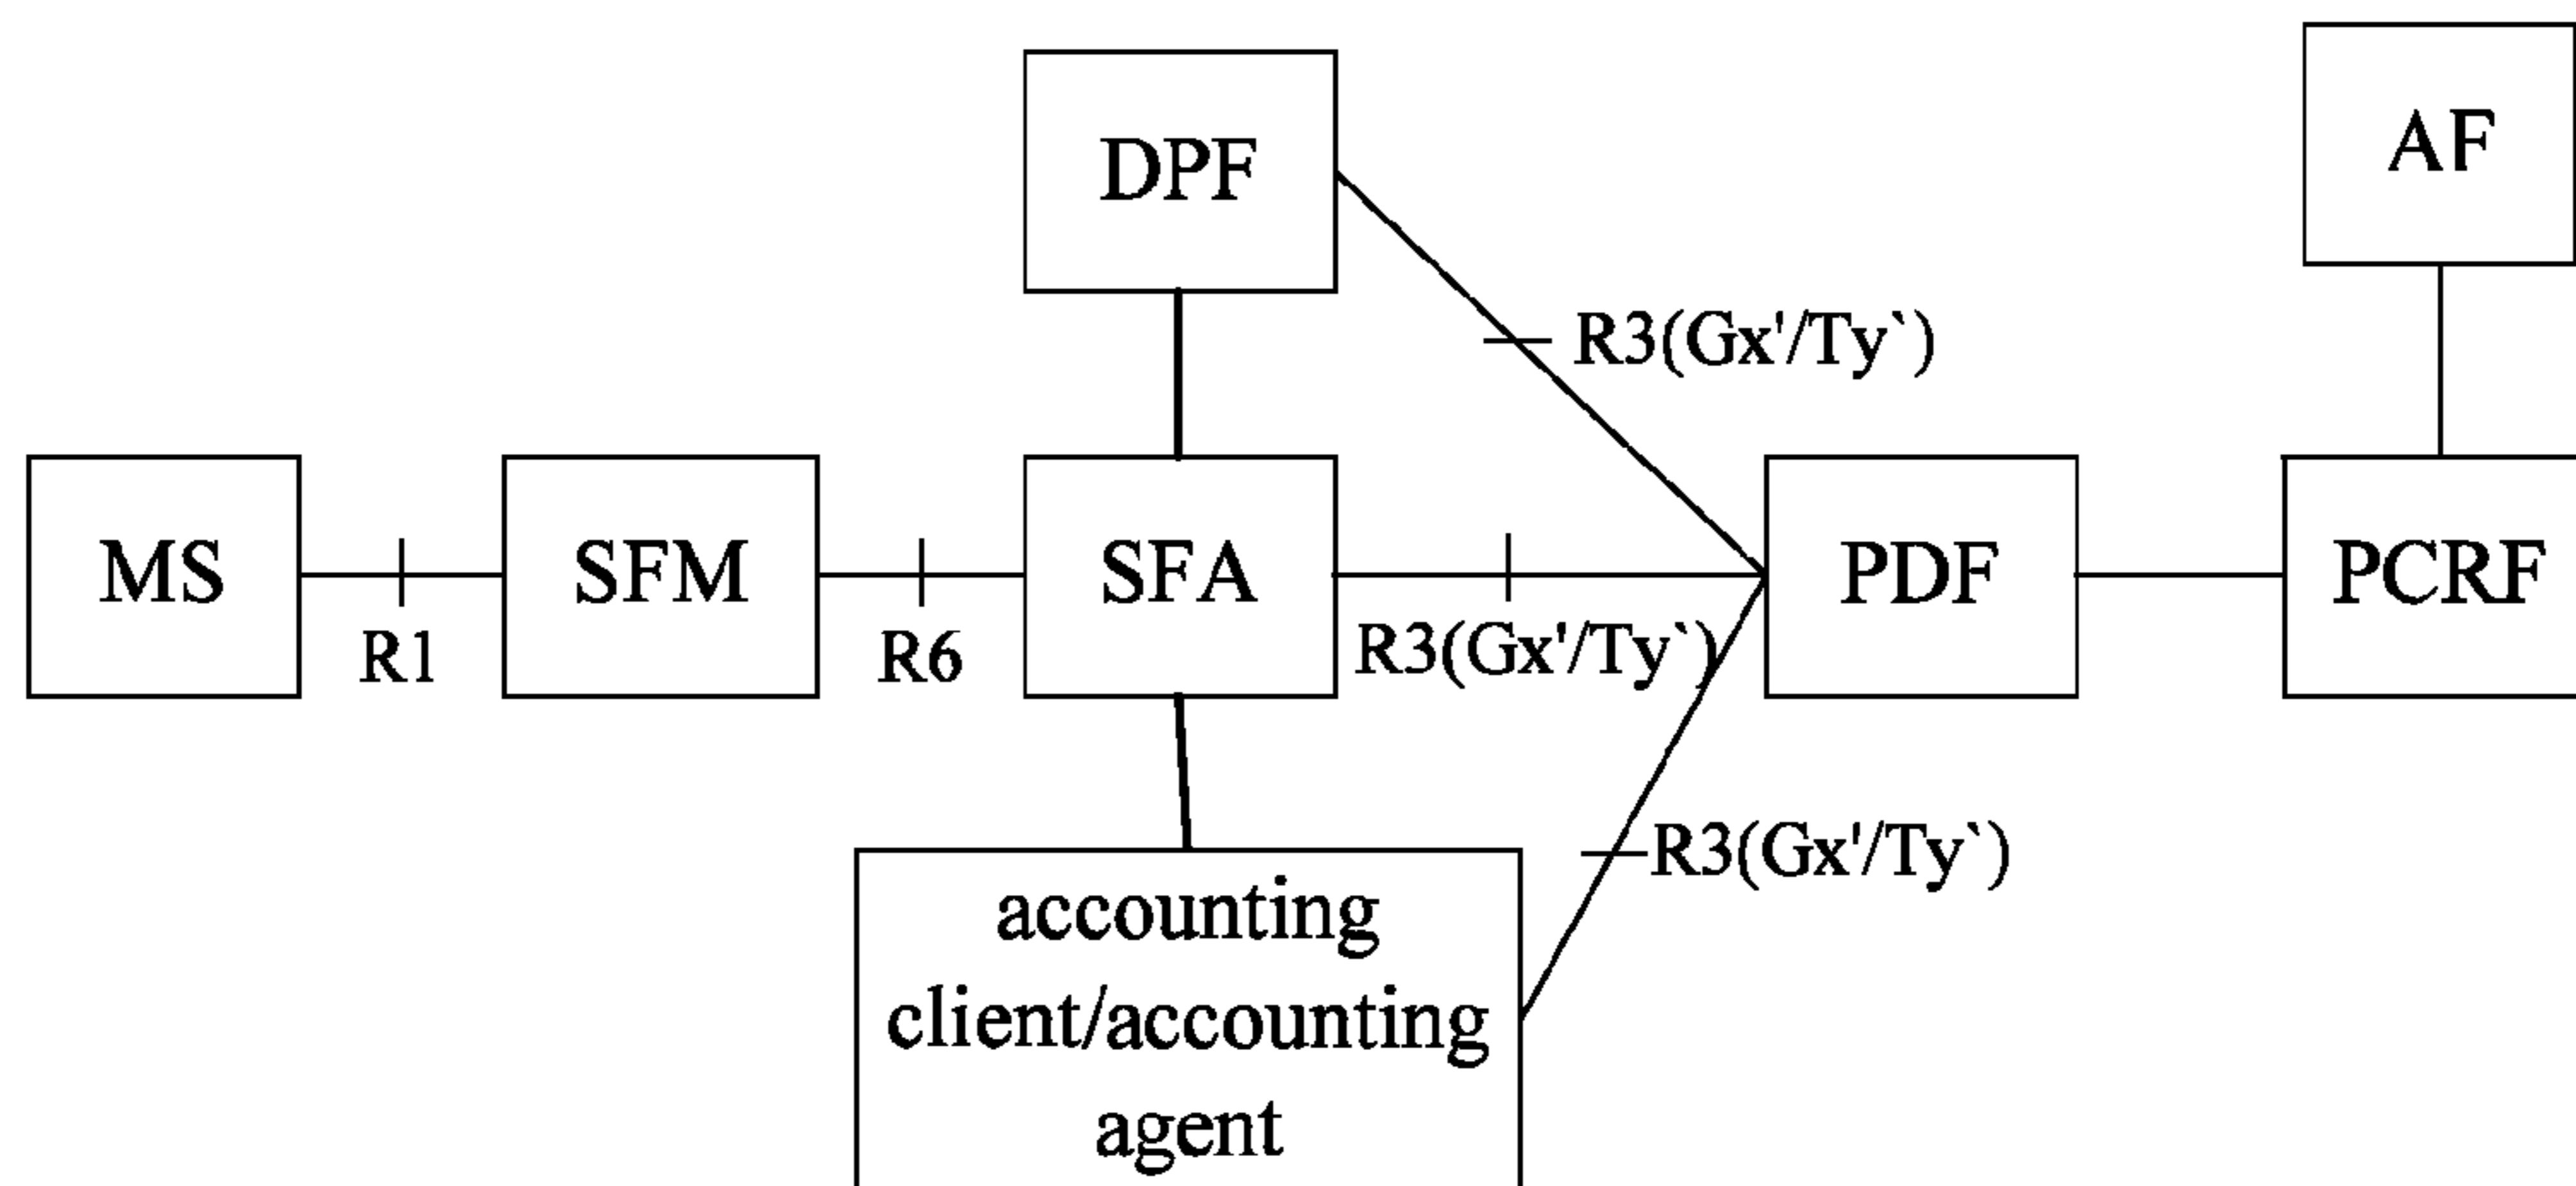 DPF
AF
R3(Gx'/Ty`)
MS
SFM
SFA
PDF
PCRF
R1
R6
R3(Gx'/Ty`)
R3(Gx'/Ty`)
accounting
client/accounting
agent